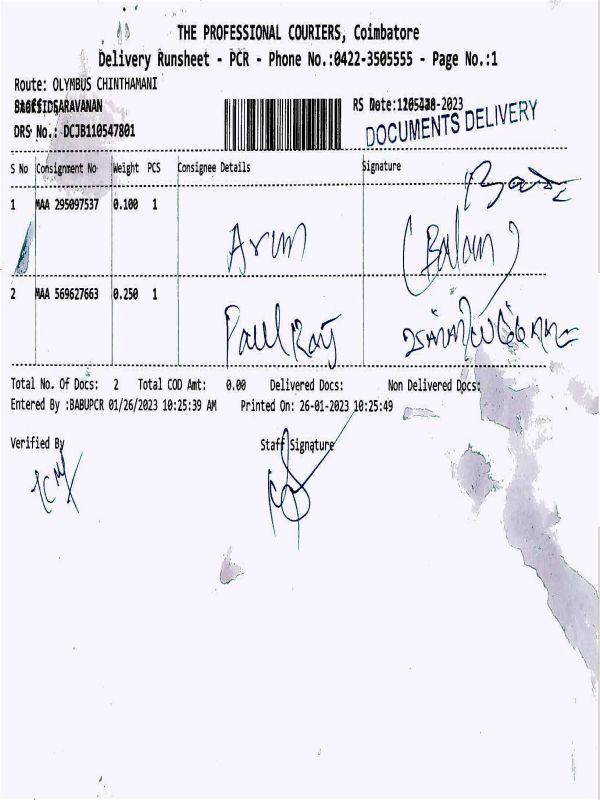 THE PROFESSIONAL COURIERS, Coimbatore
Delivery Runsheet - PCR - Phone No.:0422-3505555 - Page No.:1
Route: OLYMBUS CHINTHAMANI
SARAVANAN
RS Date: -2023
DRS No.: DCJB110547801
DOCUMENTS DELIVERY
S No Consignment No Weight PCS Consignee Details Signature
1 MAA 295097537 0.100 1 Arun (Balan)
2 MAA 569627663 0.250 1 Paul Raj
Total No. Of Docs: 2 Total COD Amt: 0.00 Delivered Docs: Non Delivered Docs:
Entered By :BABUPCR 01/26/2023 10:25:39 AM Printed On: 26-01-2023 10:25:49
Verified By Staff Signature